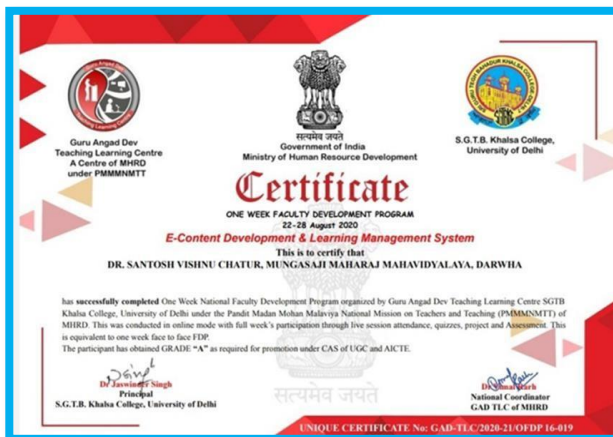 Guru Angad Dev
Teaching Learning Centre
A Centre of MHRD
under PMMMNMTT
सत्यमेव जयते
Government of India
Ministry of Human Resource Development
S.G.T.B. Khalsa College,
University of Delhi
Certificate
ONE WEEK FACULTY DEVELOPMENT PROGRAM
22-28 August 2020
E-Content Development & Learning Management System
This is to certify that
DR. SANTOSH VISHNU CHATUR, MUNGASAJI MAHARAJ MAHAVIDYALAYA, DARWHA
has successfully completed One Week National Faculty Development Program organized by Guru Angad Dev Teaching Learning Centre SGTB
Khalsa College, University of Delhi under the Pandit Madan Mohan Malaviya National Mission on Teachers and Teaching (PMMMNMTT) of
MHRD. This was conducted in online mode with full week's participation through live session attendance, quizzes, project and Assessment. This
is equivalent to one week face to face FDP.
The participant has obtained GRADE "A" as required for promotion under CAS of UGC and AICTE.
Dr Jaswinder Singh
Principal
S.G.T.B. Khalsa College, University of Delhi
सत्यमेव जयते
National Coordinator
GAD TLC of MHRD
UNIQUE CERTIFICATE No: GAD-TLC/2020-21/OFDP 16-019